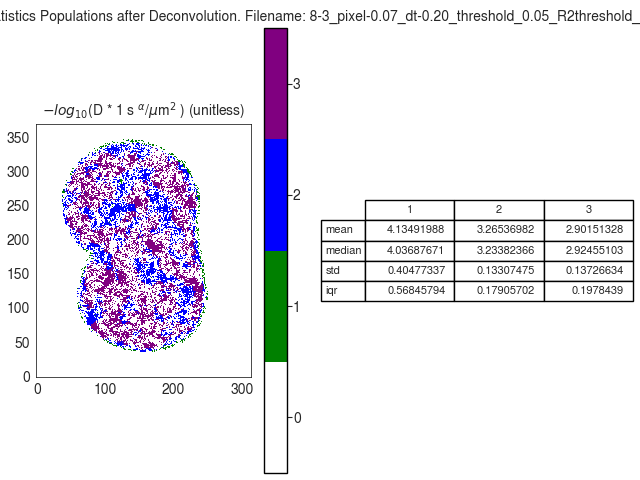 tistics Populations after Deconvolution. Filename: 8-3_pixel-0.07_dt-0.20_threshold_0.05_R2threshold_
−log10(D * 1 s α/μm2 ) (unitless)
350
300
250
200
150
100
50
0
0 100 200 300
3
2
1
0
1 2 3
mean 4.13491988 3.26536982 2.90151328
median 4.03687671 3.23382366 2.92455103
std 0.40477337 0.13307475 0.13726634
iqr 0.56845794 0.17905702 0.1978439